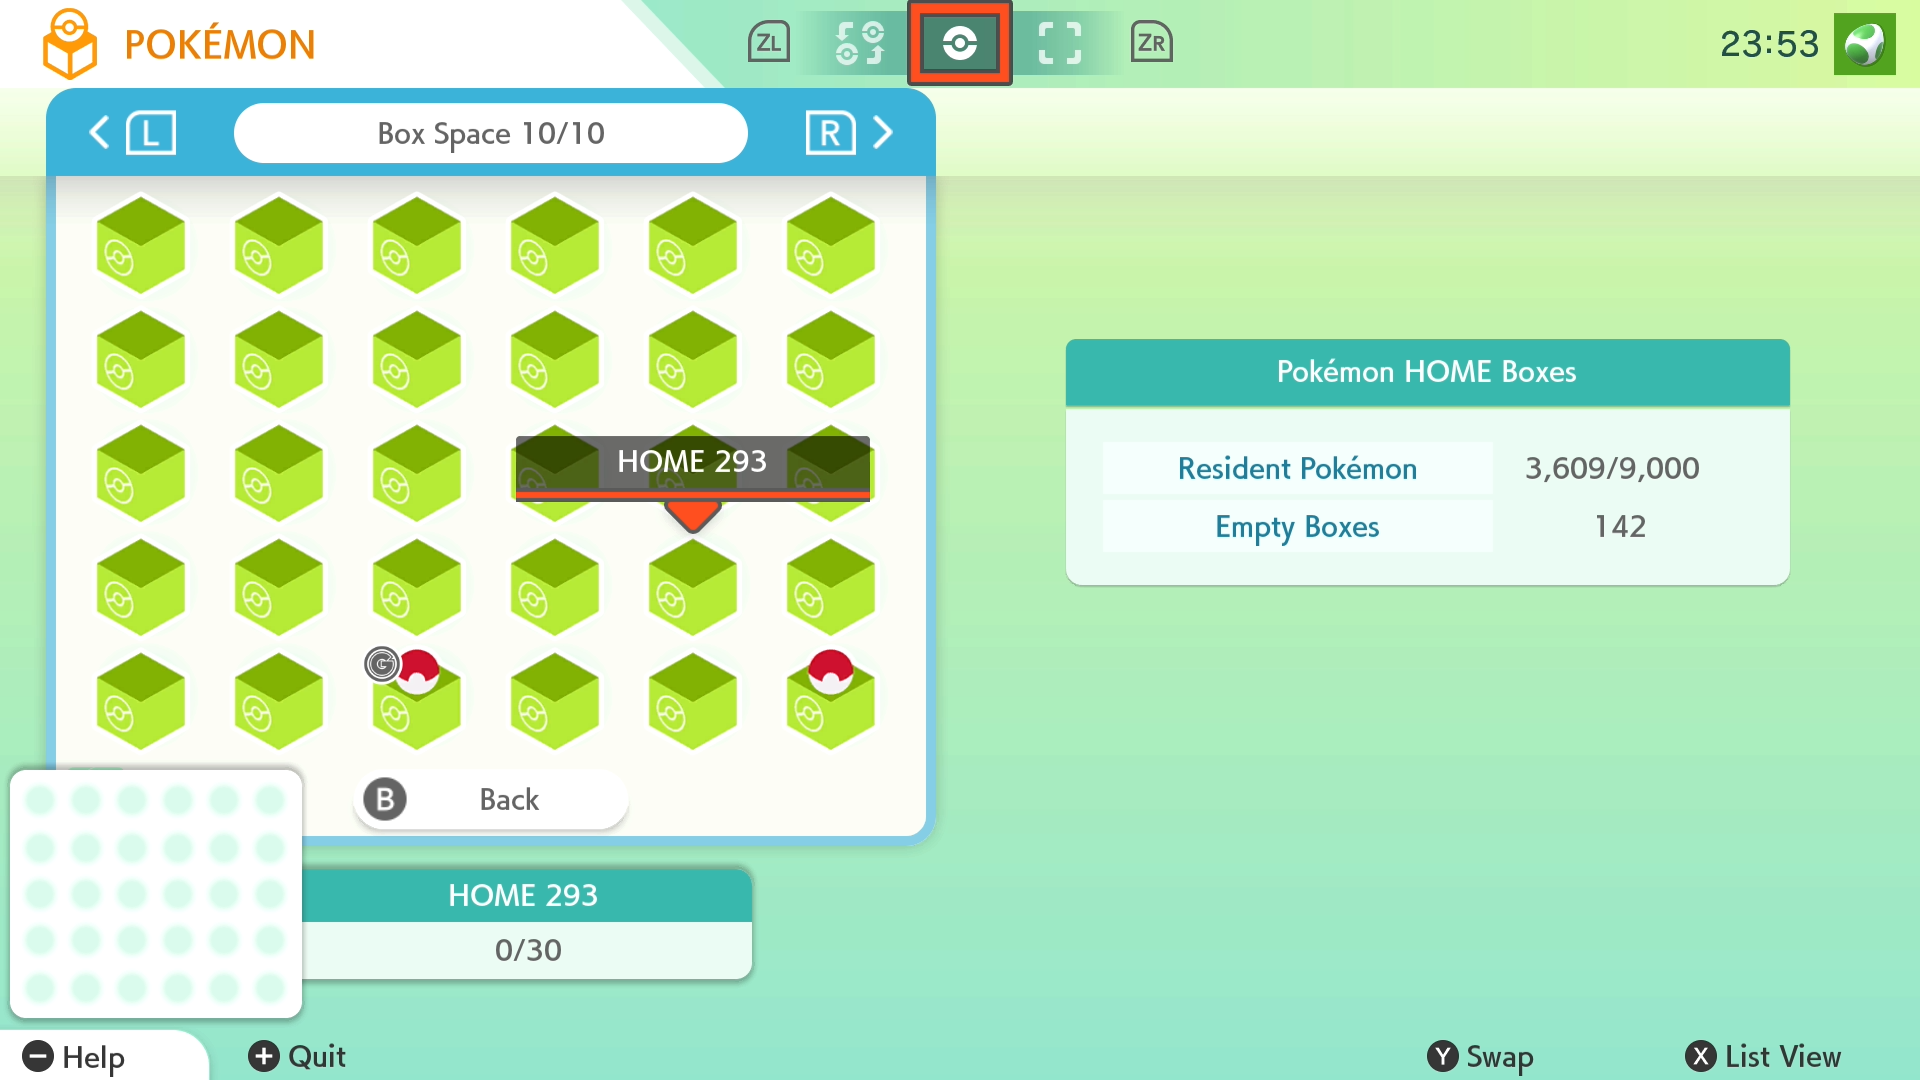 POKÉMON
ZL
ZR
23:53
L
Box Space 10/10
R
HOME 293
Pokémon HOME Boxes
Resident Pokémon 3,609/9,000
Empty Boxes 142
B Back
HOME 293
0/30
Help
Quit
Y Swap
X List View